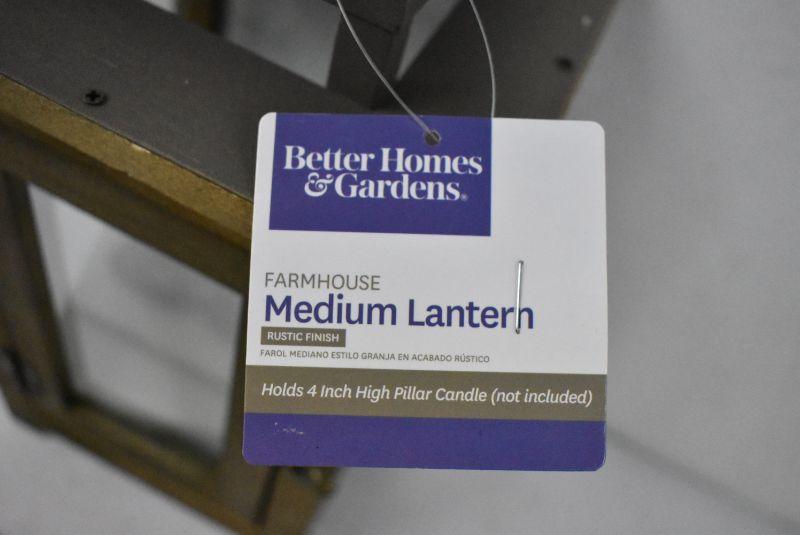 Better Homes
& Gardens®
FARMHOUSE
Medium Lantern
RUSTIC FINISH
FAROL MEDIANO ESTILO GRANJA EN ACABADO RÚSTICO
Holds 4 Inch High Pillar Candle (not included)